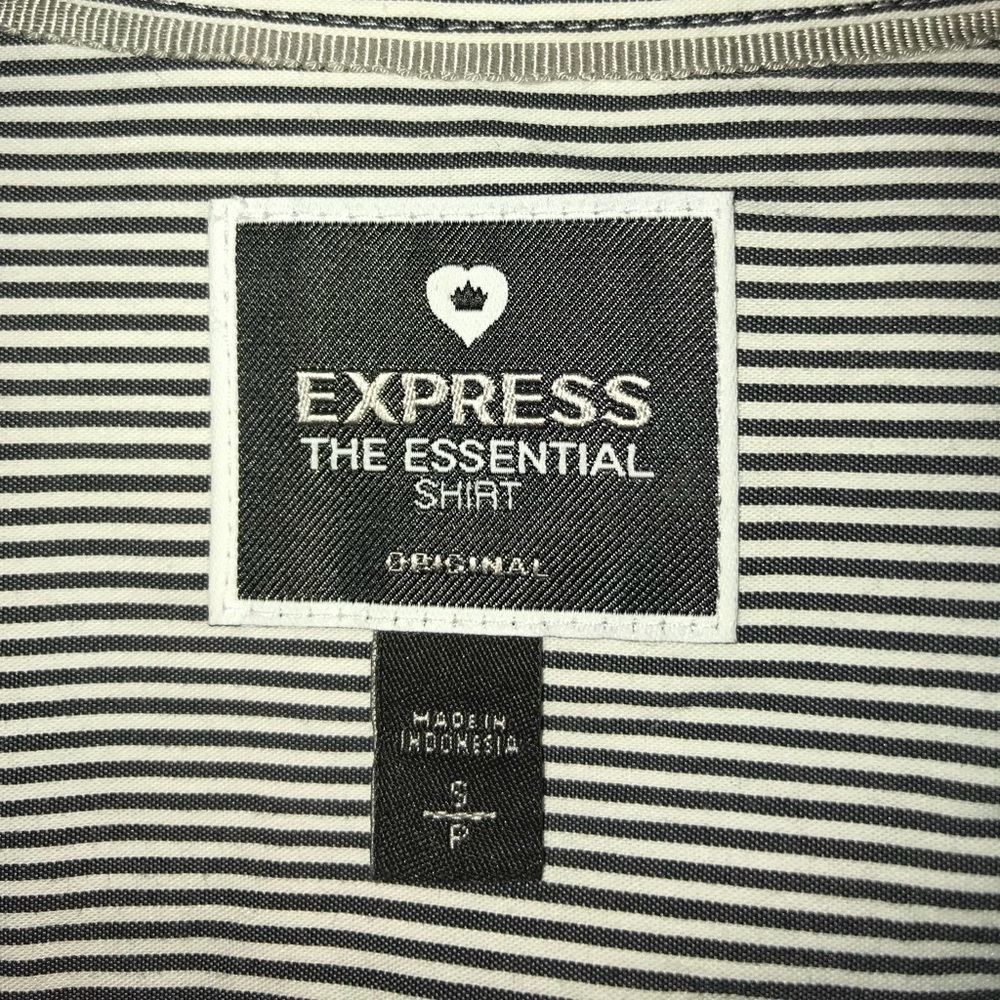 EXPRESS
THE ESSENTIAL
SHIRT
ORIGINAL
MADE IN
INDONESIA
S
P